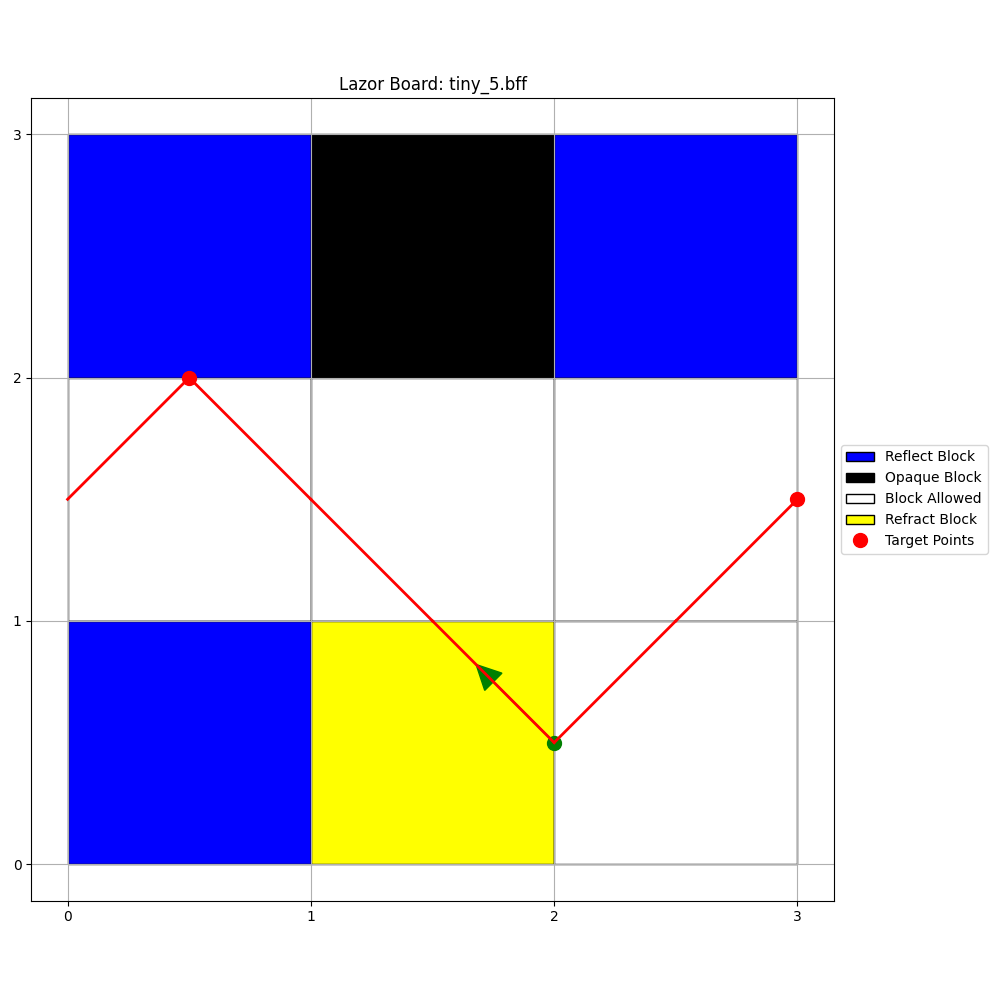 Lazor Board: tiny_5.bff
3
2
1
0
0 1 2 3
Reflect Block
Opaque Block
Block Allowed
Refract Block
Target Points